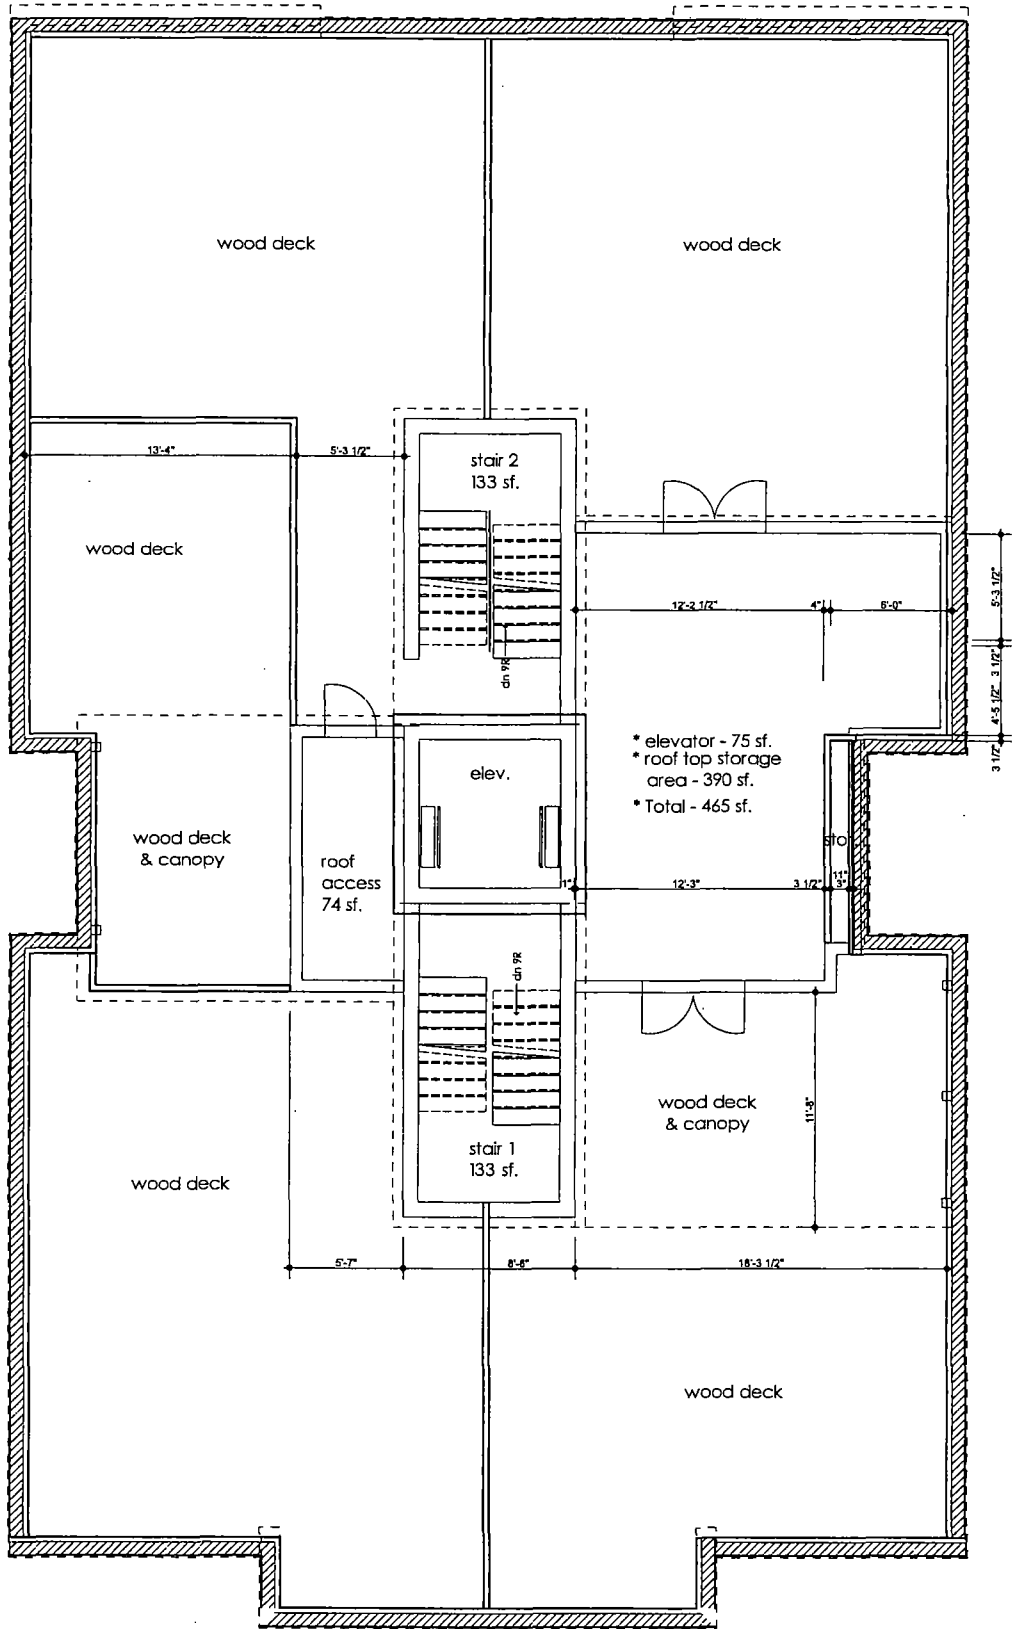 wood deck
wood deck
13'-4"
5'-3 1/2"
stair 2
133 sf.
wood deck
12'-2 1/2"
4"
6'-0"
5'-3 1/2"
3 1/2"
4'-5 1/2"
3 1/2"
dn 9R
* elevator - 75 sf.
* roof top storage
area - 390 sf.
* Total - 465 sf.
elev.
wood deck
& canopy
roof
access
74 sf.
sto
1"
12'-3"
3 1/2"
11"
3"
dn 9R
wood deck
& canopy
11'-8"
stair 1
133 sf.
wood deck
5'-7"
8'-6"
18'-3 1/2"
wood deck